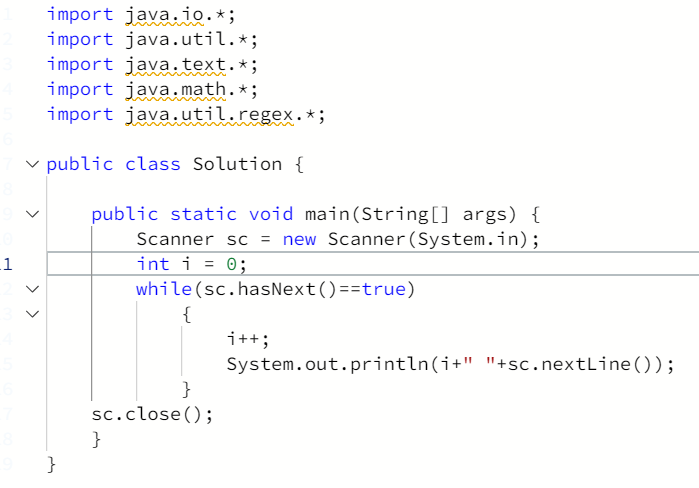 import java.io.*;
import java.util.*;
import java.text.*;
import java.math.*;
import java.util.regex.*;
public class Solution {
public static void main(String[] args) {
Scanner sc = new Scanner(System.in);
int i = 0;
while(sc.hasNext()==true)
{
i++;
System.out.println(i+" "+sc.nextLine());
}
sc.close();
}
}